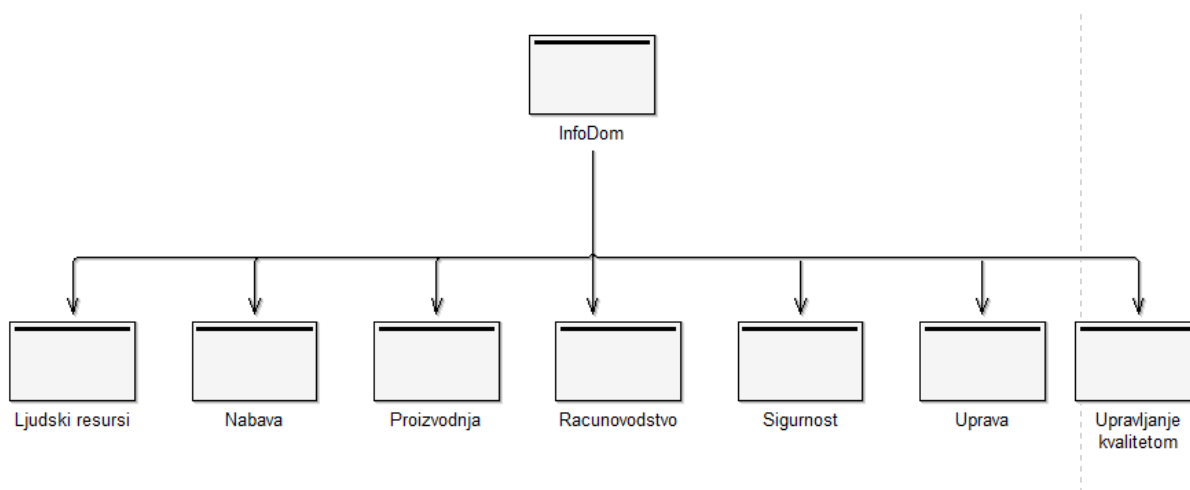 InfoDom
Ljudski resursi
Nabava
Proizvodnja
Racunovodstvo
Sigurnost
Uprava
Upravljanje
kvalitetom